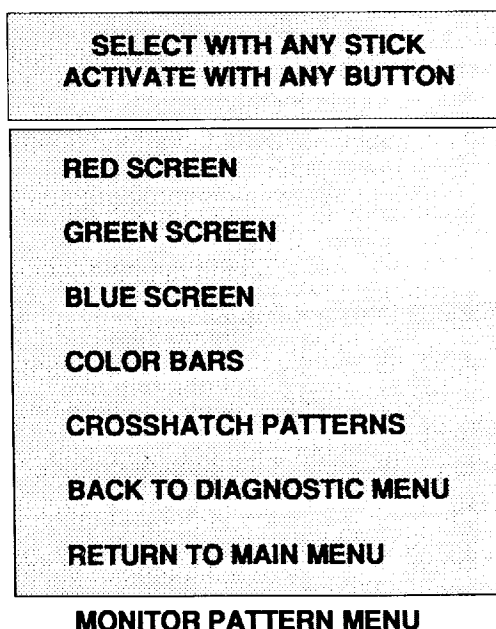 SELECT WITH ANY STICK
ACTIVATE WITH ANY BUTTON
RED SCREEN
GREEN SCREEN
BLUE SCREEN
COLOR BARS
CROSSHATCH PATTERNS
BACK TO DIAGNOSTIC MENU
RETURN TO MAIN MENU
MONITOR PATTERN MENU